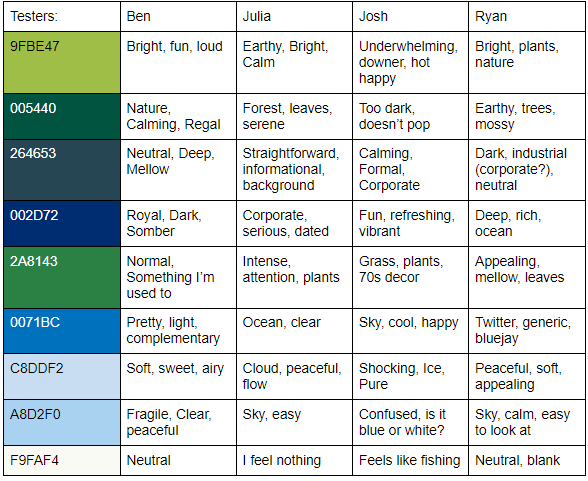 Testers: Ben Julia Josh Ryan
9FBE47 Bright, fun, loud Earthy, Bright, Calm Underwhelming, downer, hot happy Bright, plants, nature
005440 Nature, Calming, Regal Forest, leaves, serene Too dark, doesn’t pop Earthy, trees, mossy
264653 Neutral, Deep, Mellow Straightforward, informational, background Calming, Formal, Corporate Dark, industrial (corporate?), neutral
002D72 Royal, Dark, Somber Corporate, serious, dated Fun, refreshing, vibrant Deep, rich, ocean
2A8143 Normal, Something I’m used to Intense, attention, plants Grass, plants, 70s decor Appealing, mellow, leaves
0071BC Pretty, light, complementary Ocean, clear Sky, cool, happy Twitter, generic, bluejay
C8DDF2 Soft, sweet, airy Cloud, peaceful, flow Shocking, Ice, Pure Peaceful, soft, appealing
A8D2F0 Fragile, Clear, peaceful Sky, easy Confused, is it blue or white? Sky, calm, easy to look at
F9FAF4 Neutral I feel nothing Feels like fishing Neutral, blank